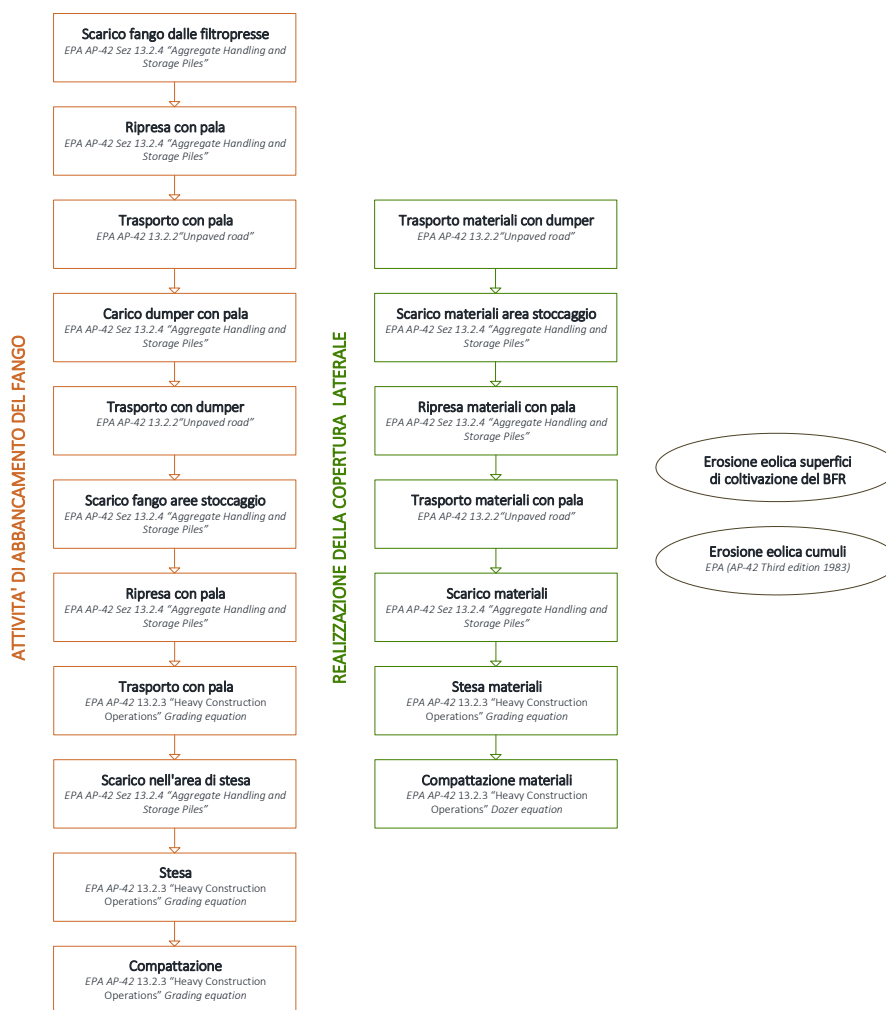 ATTIVITA' DI ABBANCAMENTO DEL FANGO
Scarico fango dalle filtropresse
EPA AP-42 Sez 13.2.4 “Aggregate Handling and
Storage Piles”
Ripresa con pala
EPA AP-42 Sez 13.2.4 “Aggregate Handling and
Storage Piles”
Trasporto con pala
EPA AP-42 13.2.2“Unpaved road”
Carico dumper con pala
EPA AP-42 Sez 13.2.4 “Aggregate Handling and
Storage Piles”
Trasporto con dumper
EPA AP-42 13.2.2“Unpaved road”
Scarico fango aree stoccaggio
EPA AP-42 Sez 13.2.4 “Aggregate Handling and
Storage Piles”
Ripresa con pala
EPA AP-42 Sez 13.2.4 “Aggregate Handling and
Storage Piles”
Trasporto con pala
EPA AP-42 13.2.3 “Heavy Construction
Operations” Grading equation
Scarico nell'area di stesa
EPA AP-42 Sez 13.2.4 “Aggregate Handling and
Storage Piles”
Stesa
EPA AP-42 13.2.3 “Heavy Construction
Operations” Grading equation
Compattazione
EPA AP-42 13.2.3 “Heavy Construction
Operations” Grading equation
REALIZZAZIONE DELLA COPERTURA LATERALE
Trasporto materiali con dumper
EPA AP-42 13.2.2“Unpaved road”
Scarico materiali area stoccaggio
EPA AP-42 Sez 13.2.4 “Aggregate Handling and
Storage Piles”
Ripresa materiali con pala
EPA AP-42 Sez 13.2.4 “Aggregate Handling and
Storage Piles”
Trasporto materiali con pala
EPA AP-42 13.2.2“Unpaved road”
Scarico materiali
EPA AP-42 Sez 13.2.4 “Aggregate Handling and
Storage Piles”
Stesa materiali
EPA AP-42 13.2.3 “Heavy Construction
Operations” Grading equation
Compattazione materiali
EPA AP-42 13.2.3 “Heavy Construction
Operations” Dozer equation
Erosione eolica superfici
di coltivazione del BFR
Erosione eolica cumuli
EPA (AP-42 Third edition 1983)